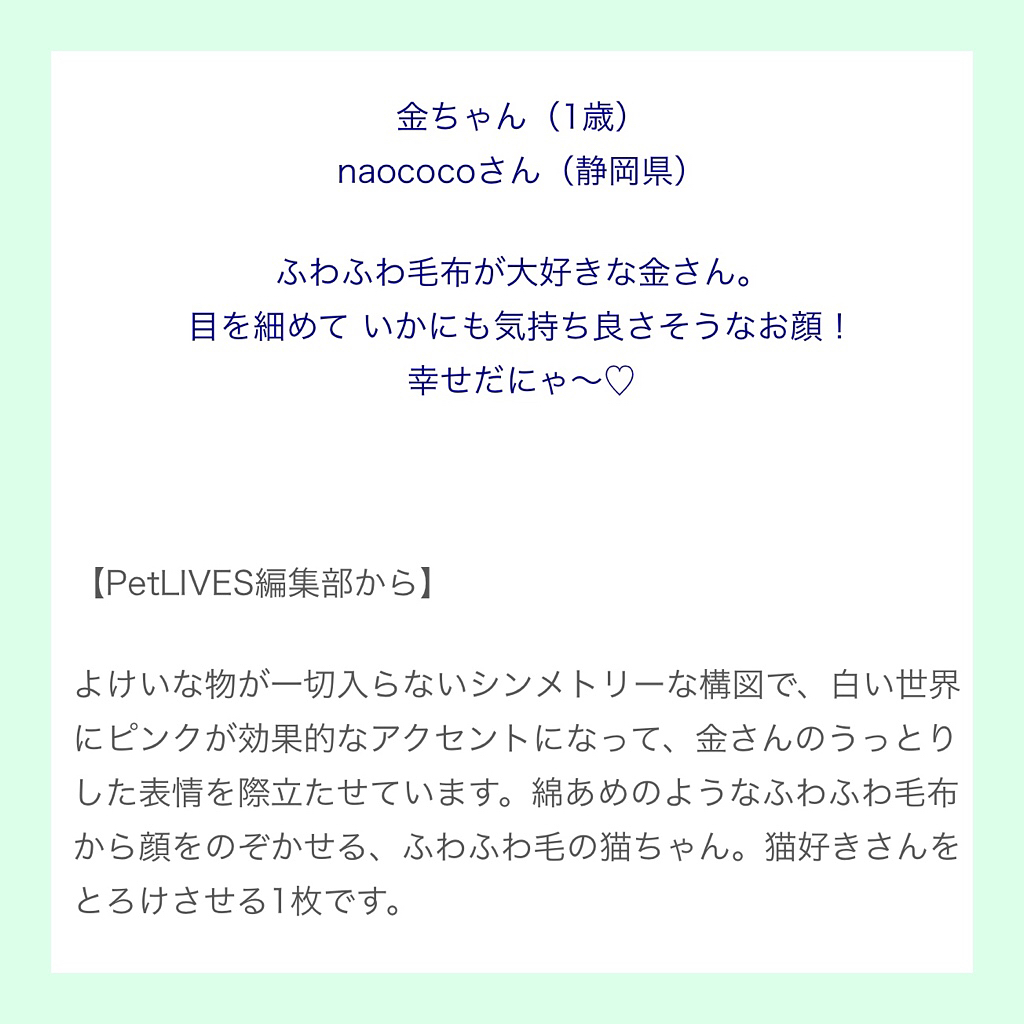 金ちゃん（1歳）
naococoさん（静岡県）
ふわふわ毛布が大好きな金さん。
目を細めて いかにも気持ち良さそうなお顔！
幸せだにゃ〜♡
【PetLIVES編集部から】
よけいな物が一切入らないシンメトリーな構図で、白い世界
にピンクが効果的なアクセントになって、金さんのうっとり
した表情を際立たせています。綿あめのようなふわふわ毛布
から顔をのぞかせる、ふわふわ毛の猫ちゃん。猫好きさんを
とろけさせる1枚です。